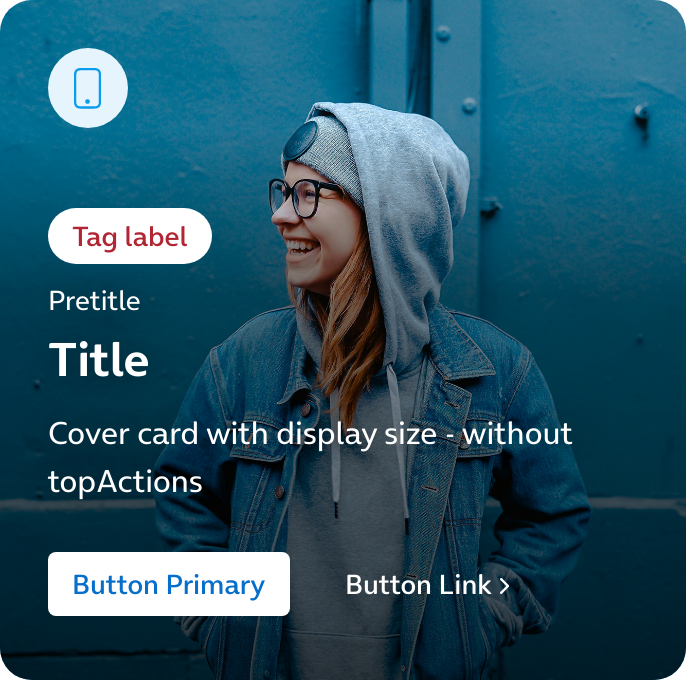 Tag label
Pretitle
Title
Cover card with display size - without
topActions
Button Primary
Button Link